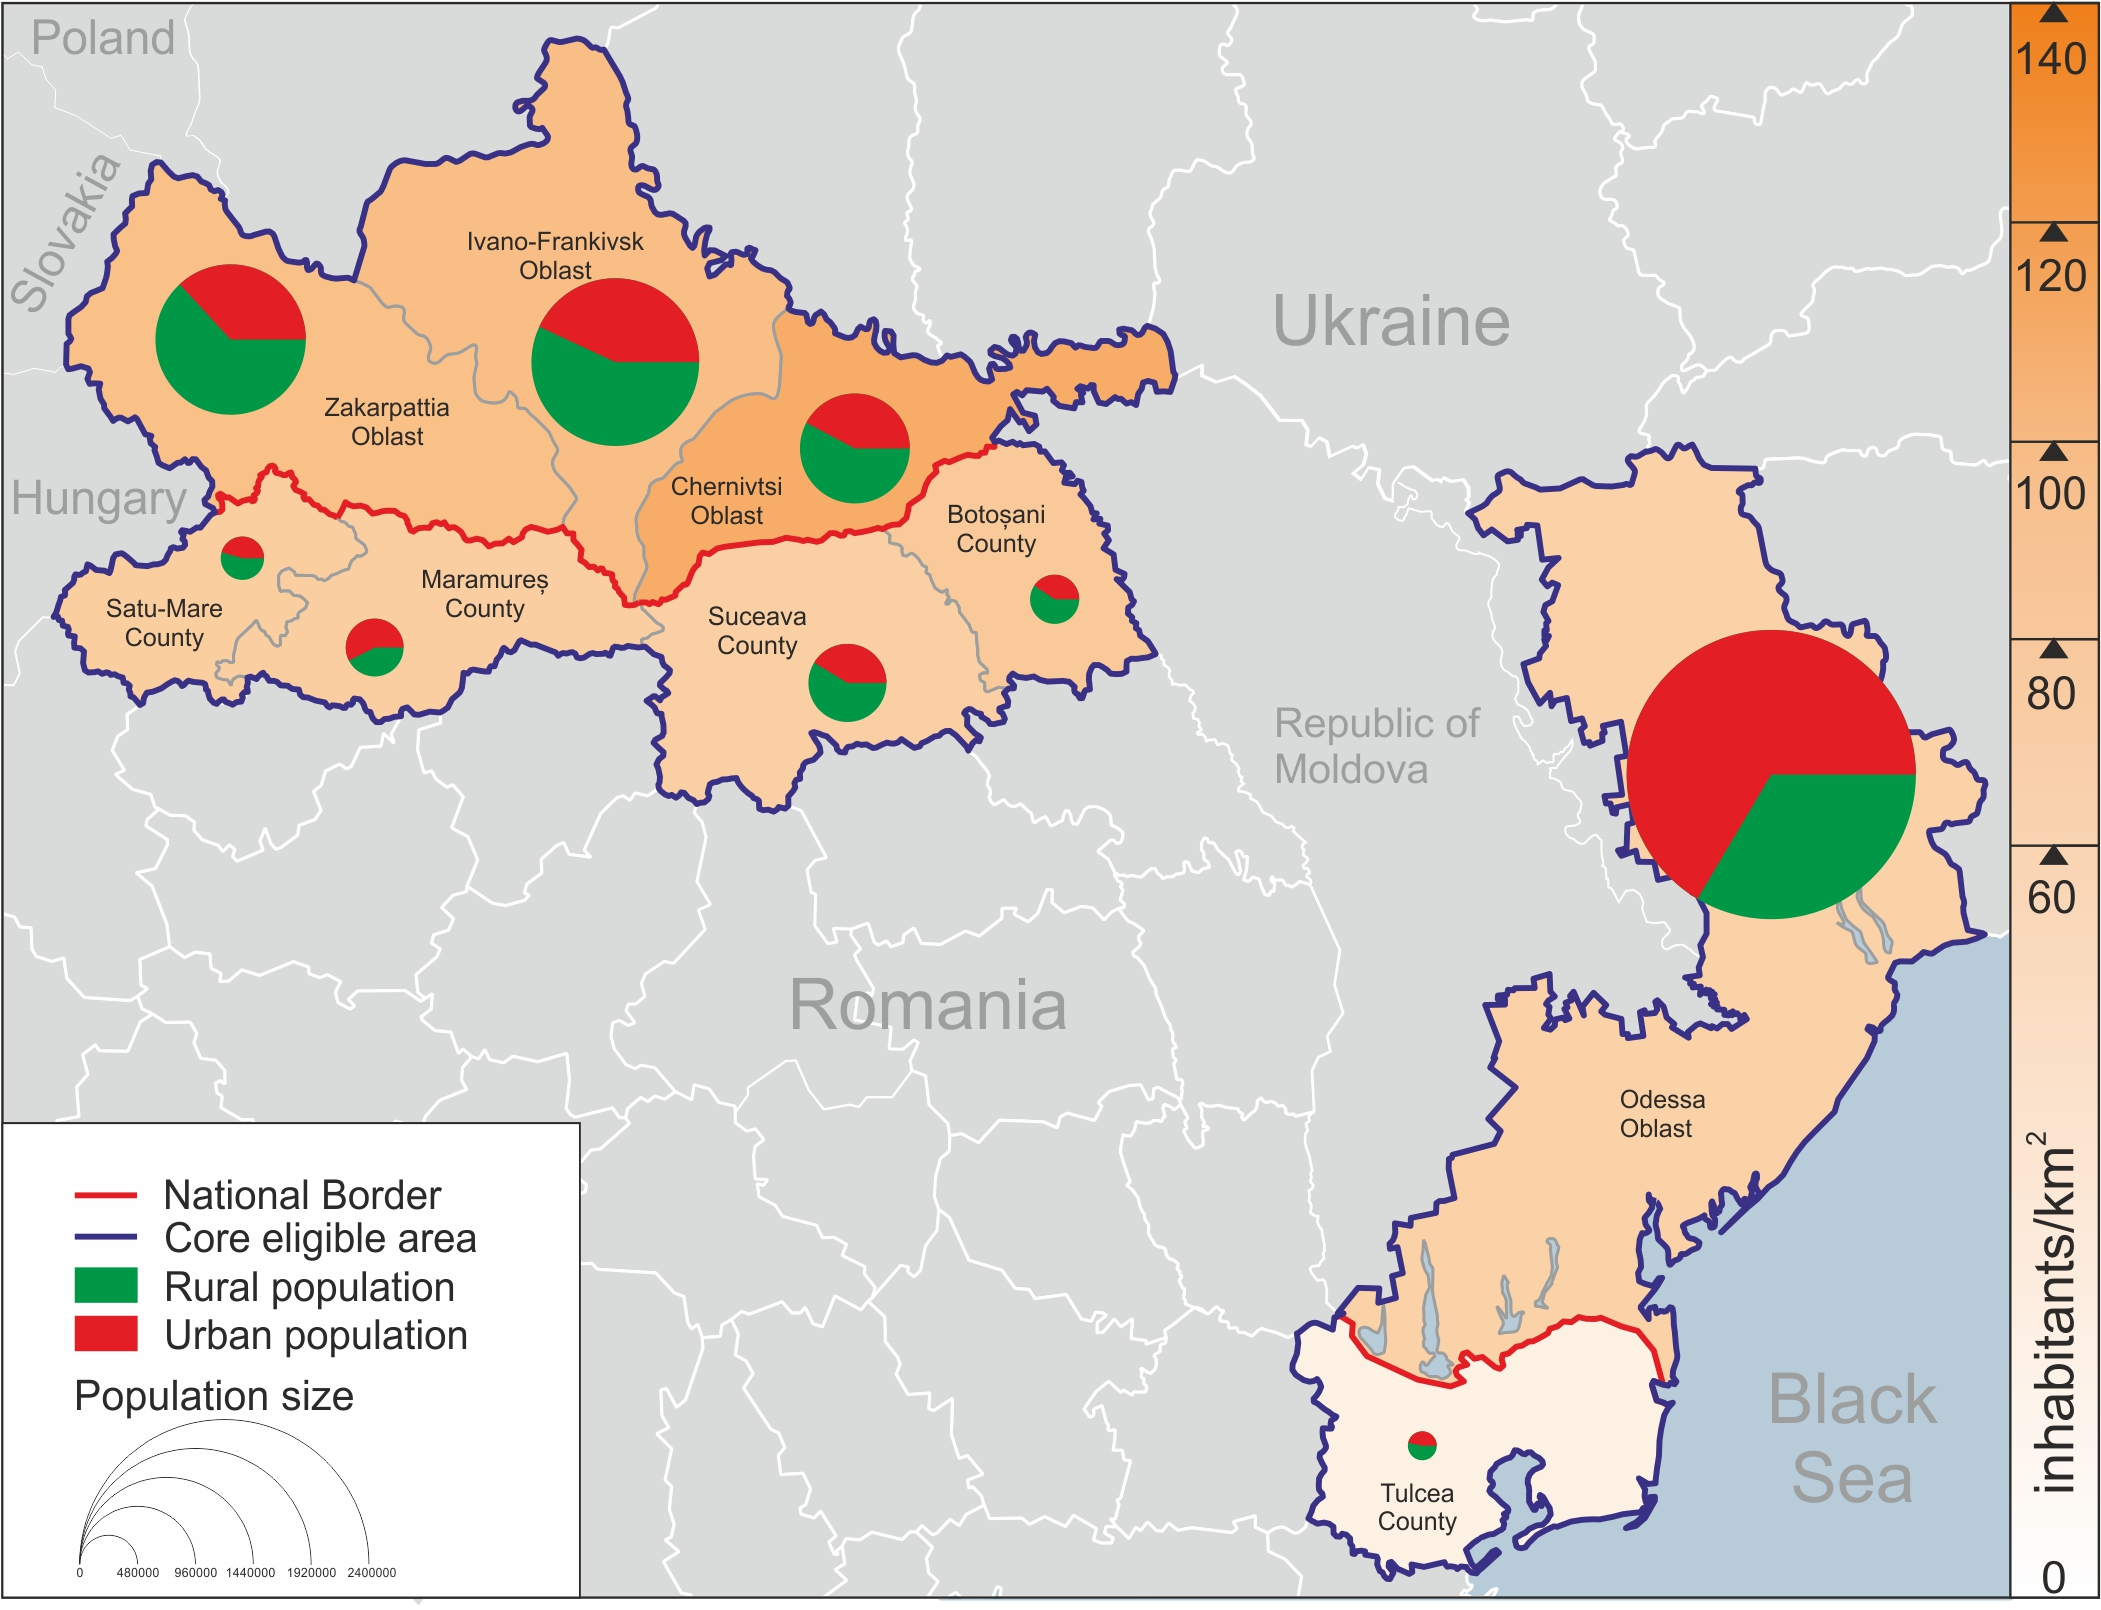 Poland
Slovakia
Hungary
Ukraine
Republic of
Moldova
Romania
Black
Sea
Ivano-Frankivsk
Oblast
Zakarpattia
Oblast
Chernivtsi
Oblast
Botoșani
County
Satu-Mare
County
Maramureș
County
Suceava
County
Odessa
Oblast
Tulcea
County
140
120
100
80
60
0
inhabitants/km²
National Border
Core eligible area
Rural population
Urban population
Population size
0 480000 960000 1440000 1920000 2400000